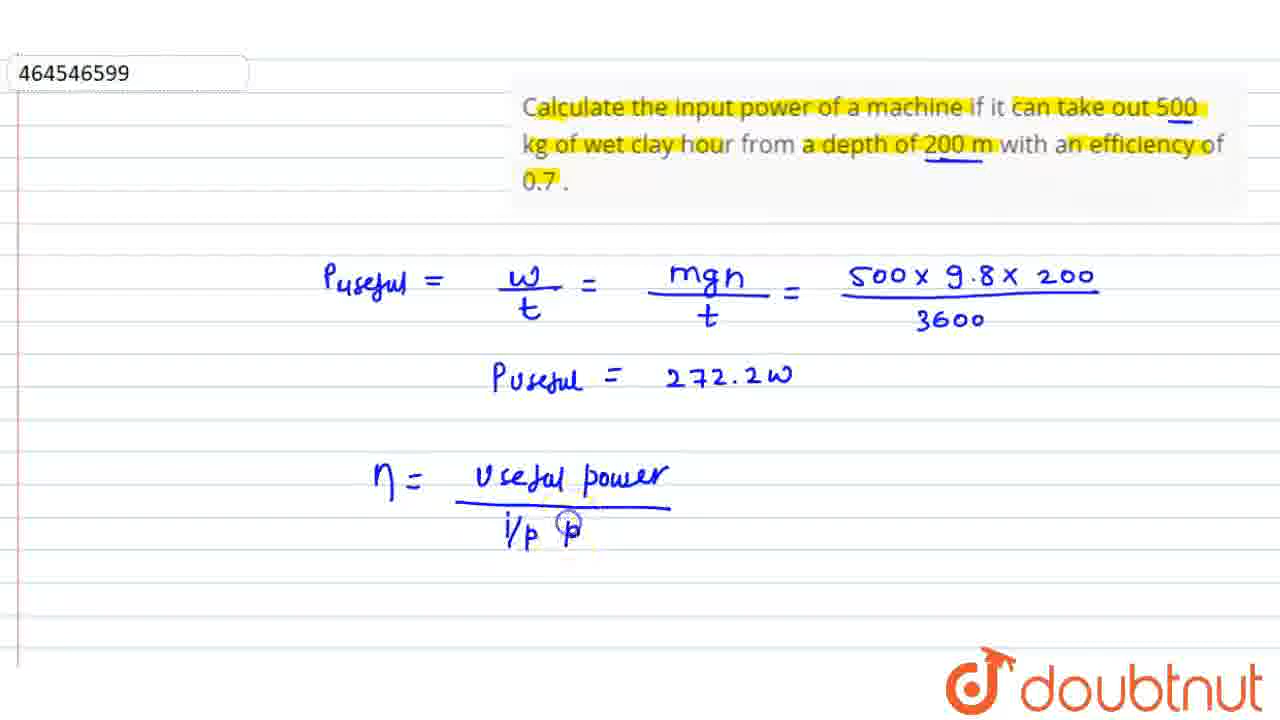 464546599
Calculate the input power of a machine if it can take out 500
kg of wet clay hour from a depth of 200 m with an efficiency of
0.7 .
Puseful = w/t = mgh/t = 500 x 9.8 x 200/3600
Puseful = 272.2w
η = useful power/i/p p
doubtnut